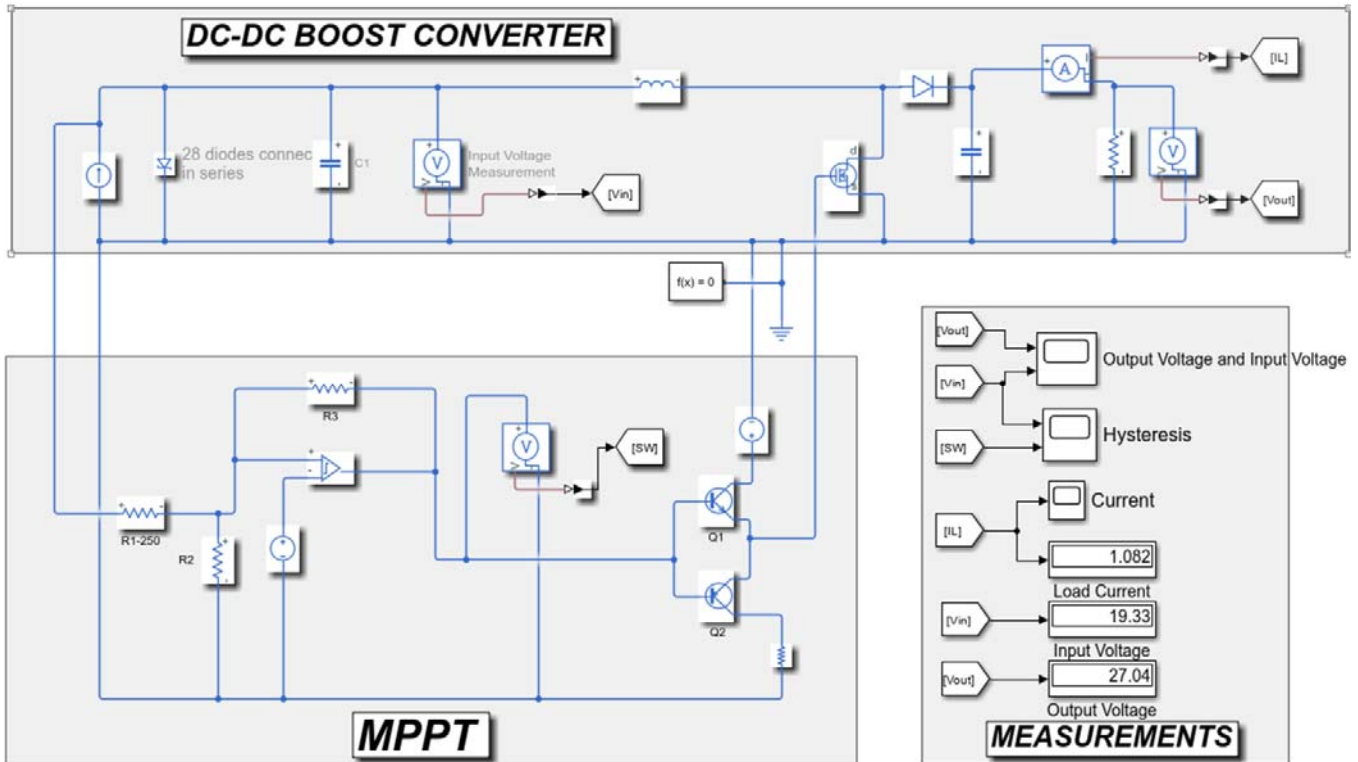 DC-DC BOOST CONVERTER
[IL]
28 diodes connec
in series
C1
Input Voltage
Measurement
[Vin]
[Vout]
f(x) = 0
R3
[SW]
R1-250
R2
Q1
Q2
MPPT
[Vout]
Output Voltage and Input Voltage
[Vin]
Hysteresis
[SW]
Current
[IL]
1.082
Load Current
[Vin]
19.33
Input Voltage
[Vout]
27.04
Output Voltage
MEASUREMENTS